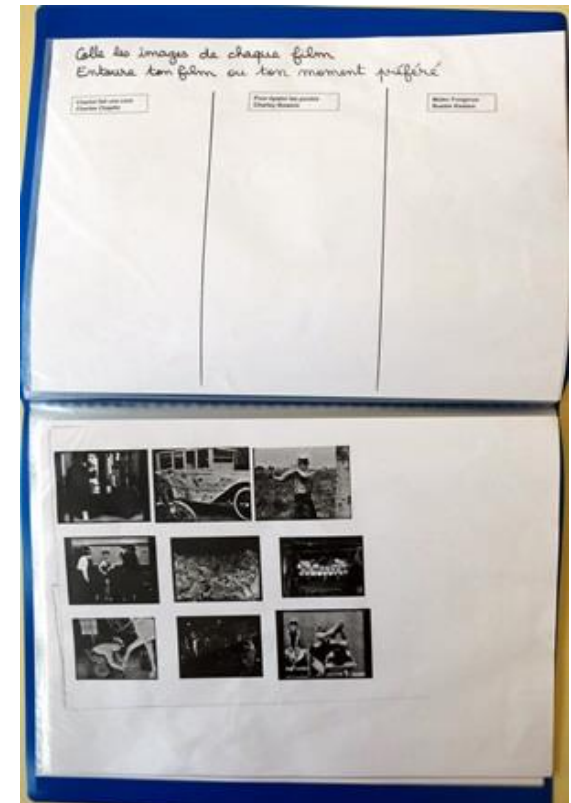 Colle les images de chaque film
Entoure ton film ou ton moment préféré
Charlot fait une cure
Charlie Chaplin
Pour épater les poules
Charley Bowers
Malec Forgeron
Buster Keaton